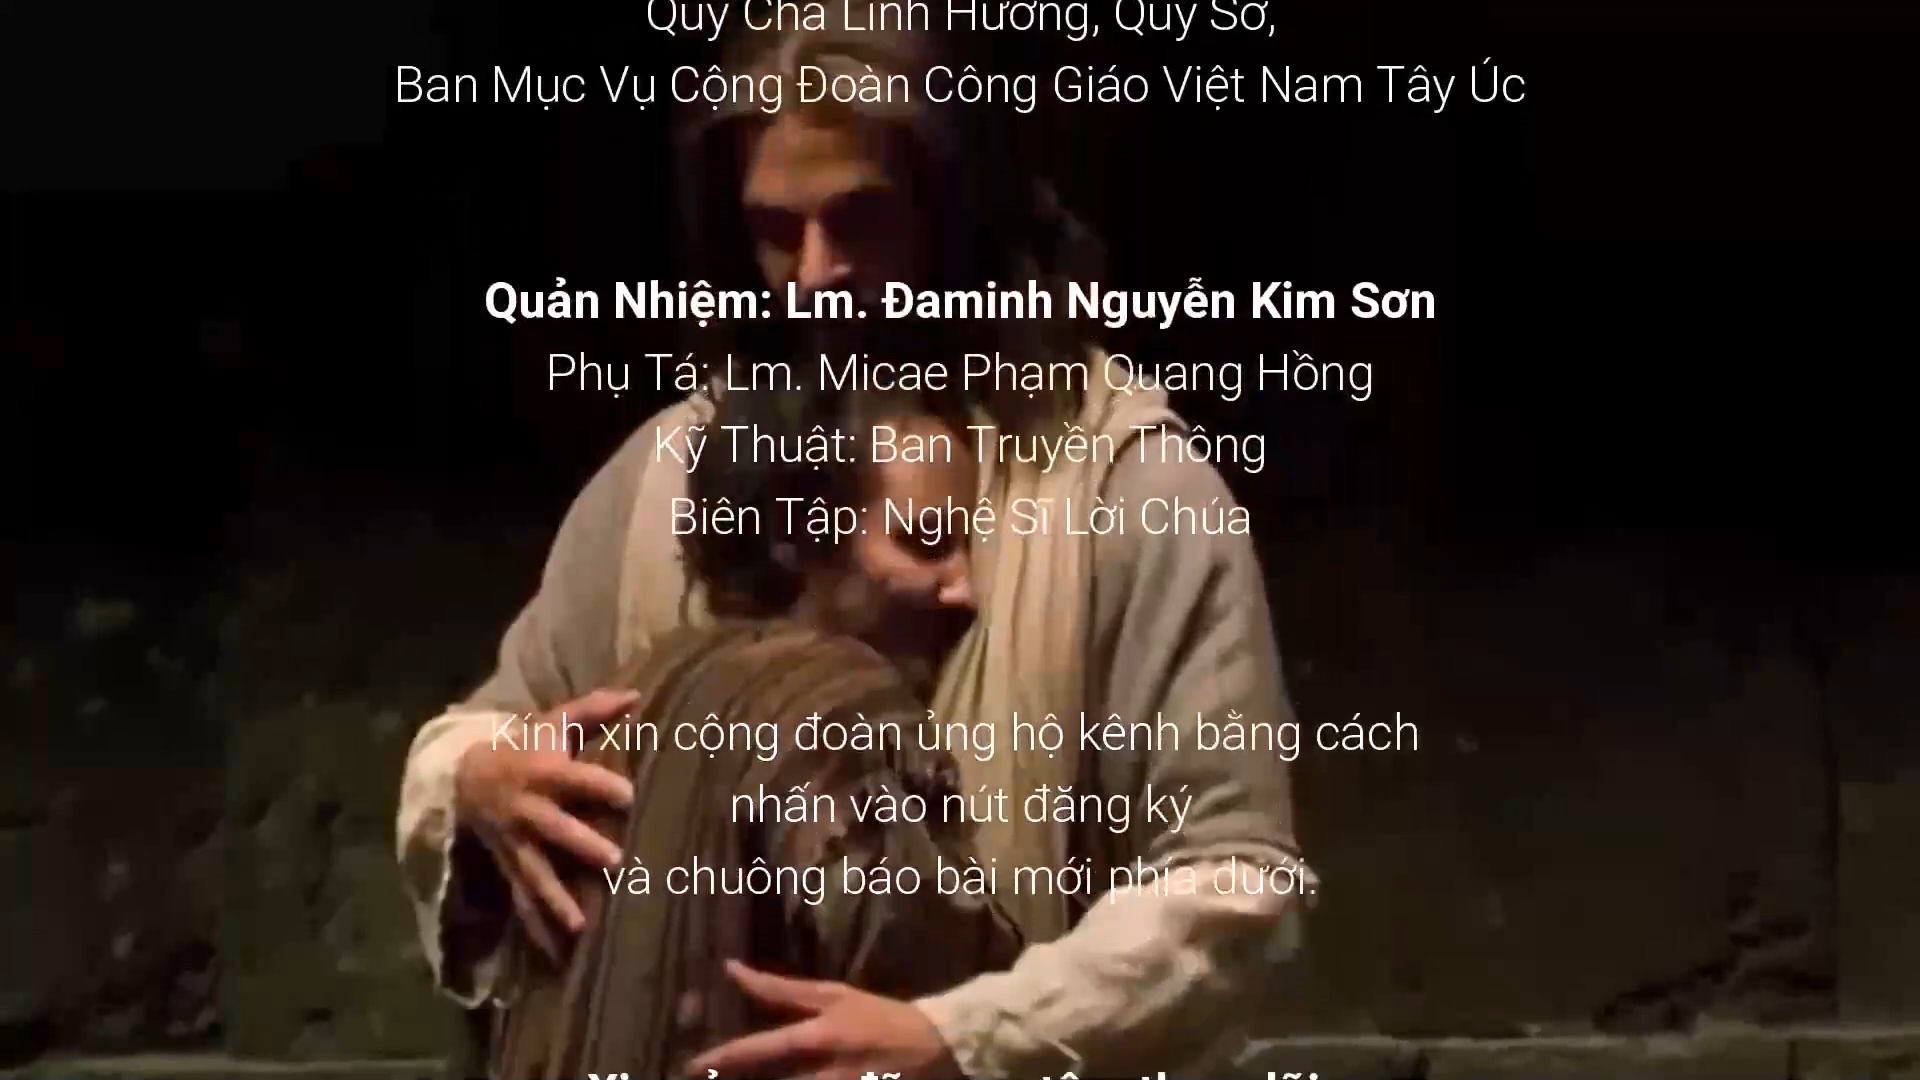 Quý Cha Linh Hướng, Quý Sơ,
Ban Mục Vụ Cộng Đoàn Công Giáo Việt Nam Tây Úc
Quản Nhiệm: Lm. Đaminh Nguyễn Kim Sơn
Phụ Tá: Lm. Micae Phạm Quang Hồng
Kỹ Thuật: Ban Truyền Thông
Biên Tập: Nghệ Sĩ Lời Chúa
Kính xin cộng đoàn ủng hộ kênh bằng cách
nhấn vào nút đăng ký
và chuông báo bài mới phía dưới.